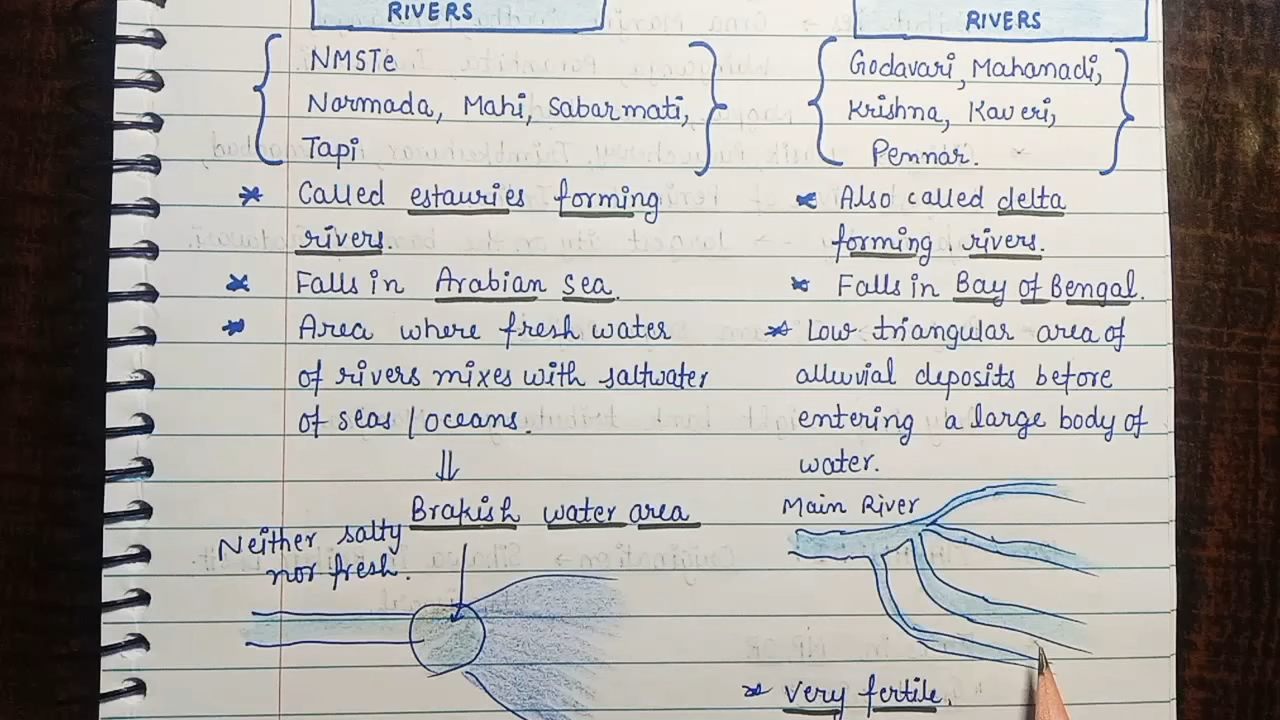 RIVERS
NMSTe
Narmada, Mahi, Sabarmati,
Tapi
* Called estauries forming
rivers.
* Falls in Arabian sea.
* Area where fresh water
of rivers mixes with saltwater
of seas/oceans.
⇓
Brakish water area
Neither salty
nor fresh.
RIVERS
Godavari, Mahanadi,
Krishna, Kaveri,
Pennar.
* Also called delta
forming rivers.
* Falls in Bay of Bengal.
* Low triangular area of
alluvial deposits before
entering a large body of
water.
Main River
* very fertile.